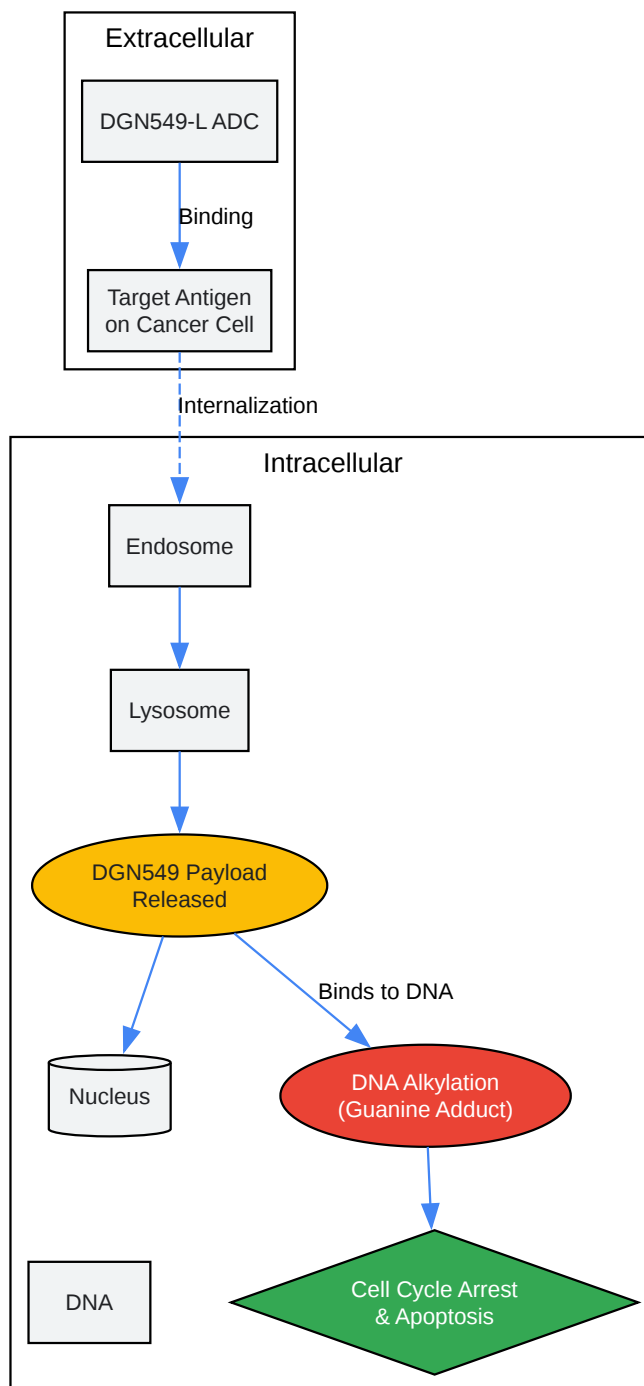 Extracellular
DGN549-L ADC
Binding
Target Antigen
on Cancer Cell
Internalization
Intracellular
Endosome
Lysosome
DGN549 Payload
Released
Binds to DNA
Nucleus
DNA Alkylation
(Guanine Adduct)
DNA
Cell Cycle Arrest
& Apoptosis